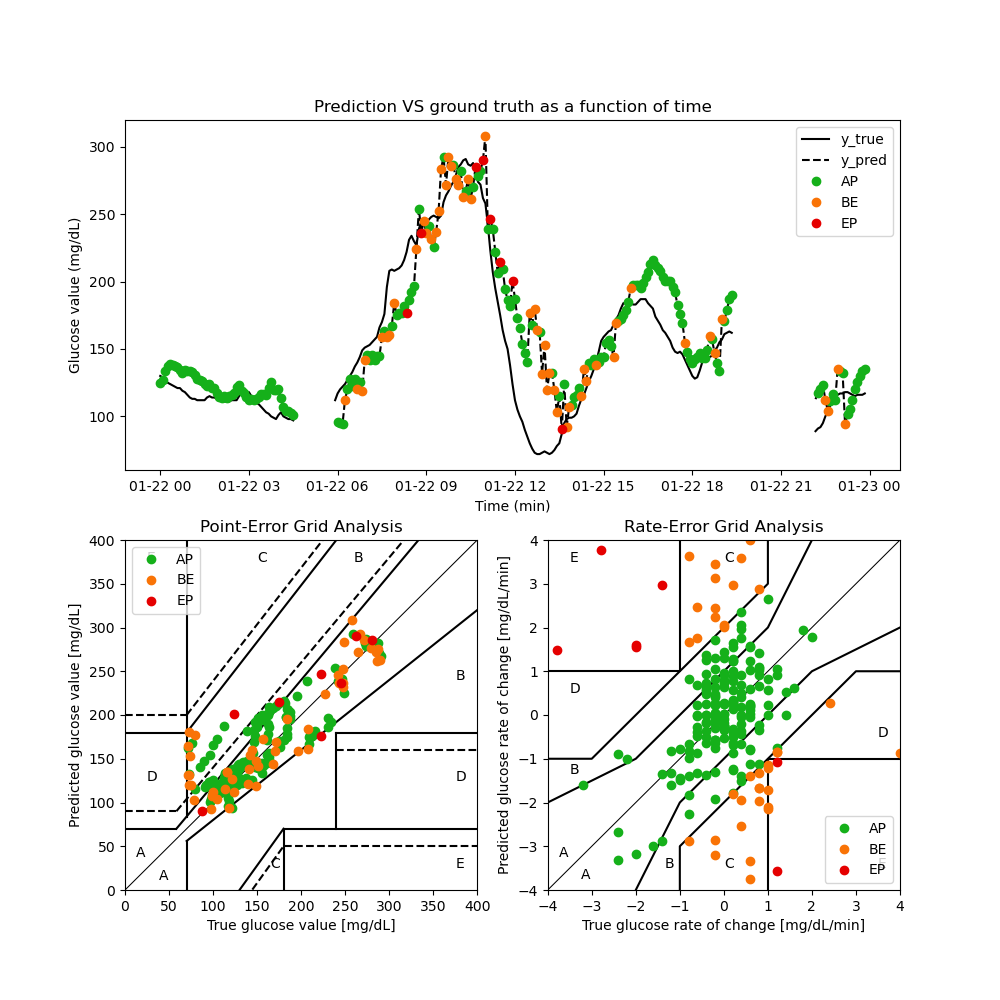 Prediction VS ground truth as a function of time
Glucose value (mg/dL)
300
250
200
150
100
y_true
y_pred
AP
BE
EP
01-22 00 01-22 03 01-22 06 01-22 09 01-22 12 01-22 15 01-22 18 01-22 21 01-23 00
Time (min)
Point-Error Grid Analysis
Predicted glucose value [mg/dL]
400
350
300
250
200
150
100
50
0
AP
BE
EP
C
B
B
D
D
A
A
C
E
0 50 100 150 200 250 300 350 400
True glucose value [mg/dL]
Rate-Error Grid Analysis
Predicted glucose rate of change [mg/dL/min]
4
3
2
1
0
−1
−2
−3
−4
E
C
D
D
B
A
A
B
C
AP
BE
EP
−4 −3 −2 −1 0 1 2 3 4
True glucose rate of change [mg/dL/min]